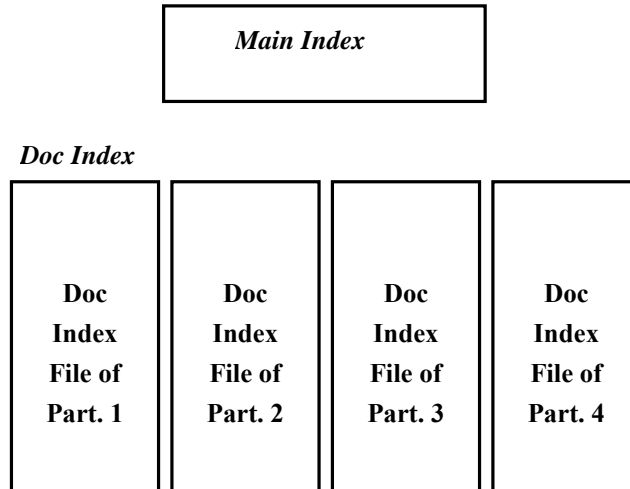 Main Index
Doc Index
Doc
Index
File of
Part. 1
Doc
Index
File of
Part. 2
Doc
Index
File of
Part. 3
Doc
Index
File of
Part. 4